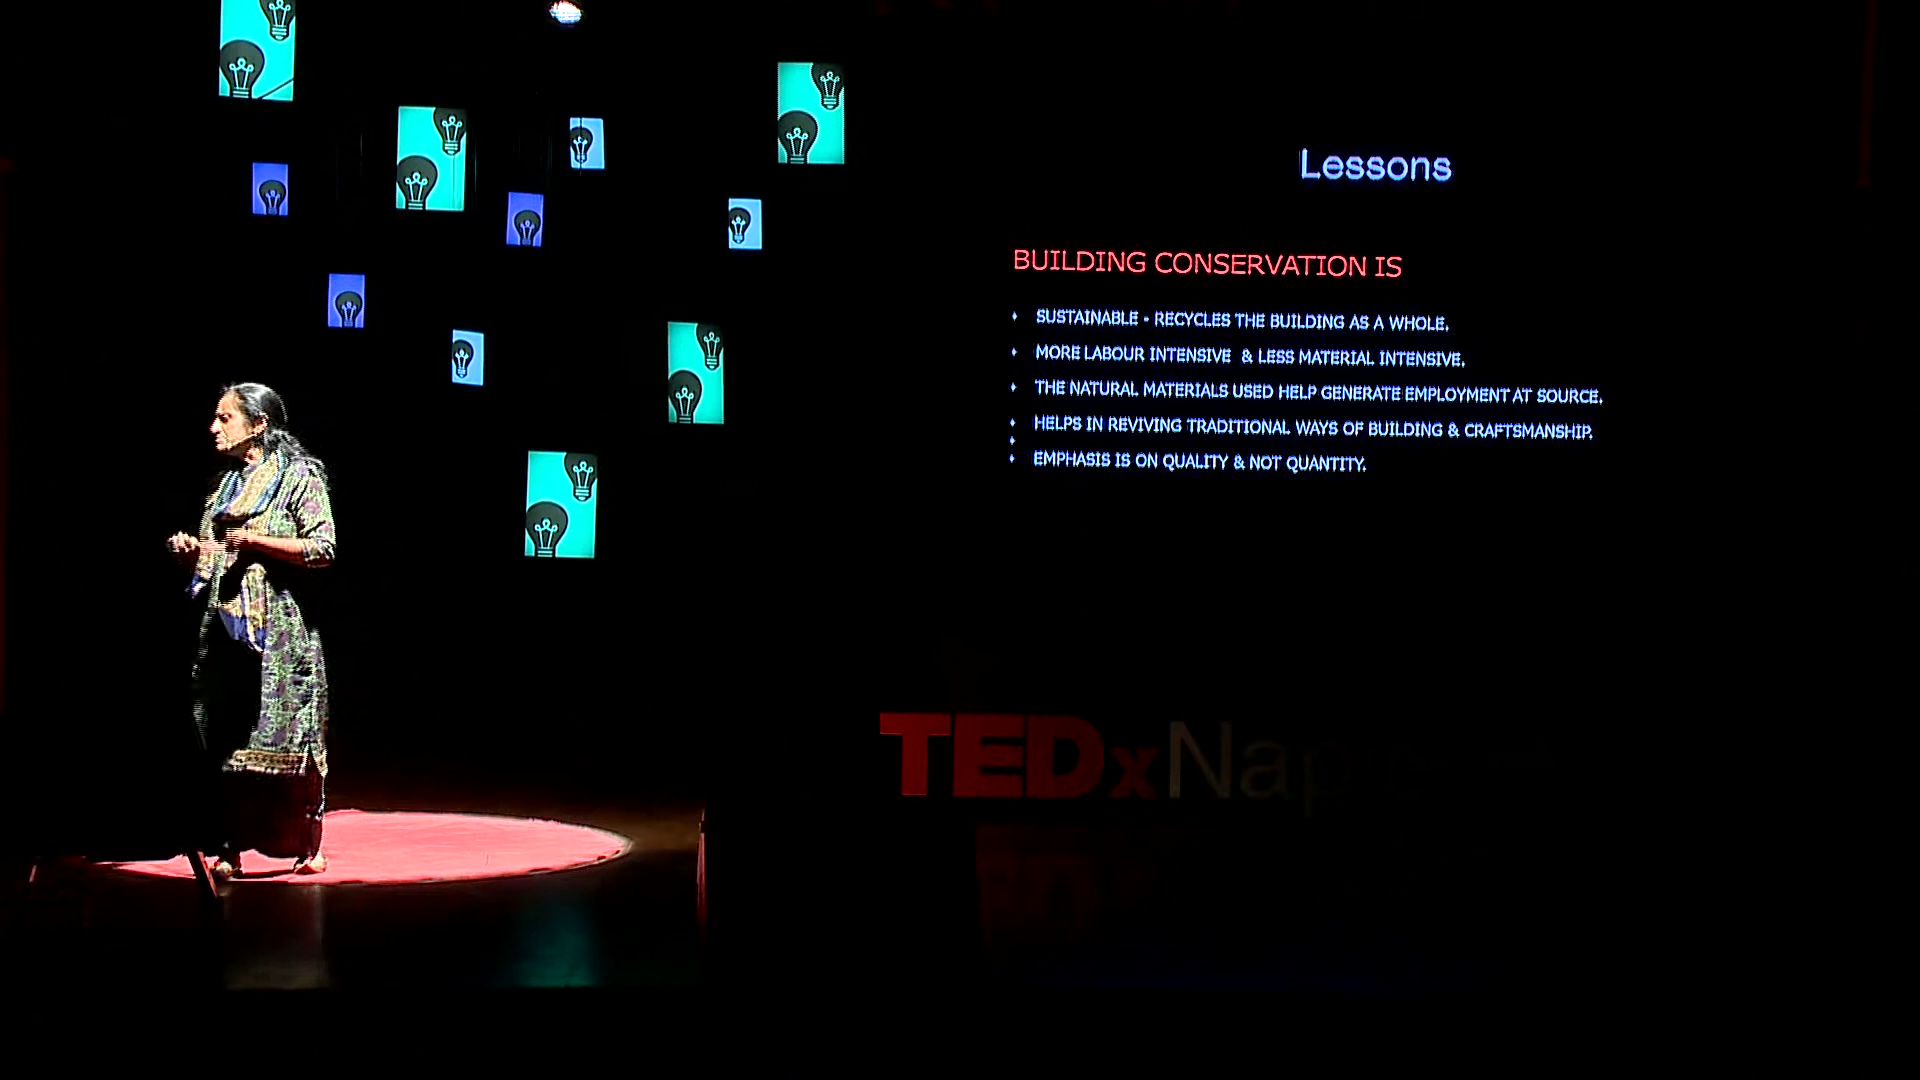 Lessons
BUILDING CONSERVATION IS
SUSTAINABLE - RECYCLES THE BUILDING AS A WHOLE.
MORE LABOUR INTENSIVE & LESS MATERIAL INTENSIVE.
THE NATURAL MATERIALS USED HELP GENERATE EMPLOYMENT AT SOURCE.
HELPS IN REVIVING TRADITIONAL WAYS OF BUILDING & CRAFTSMANSHIP.
EMPHASIS IS ON QUALITY & NOT QUANTITY.